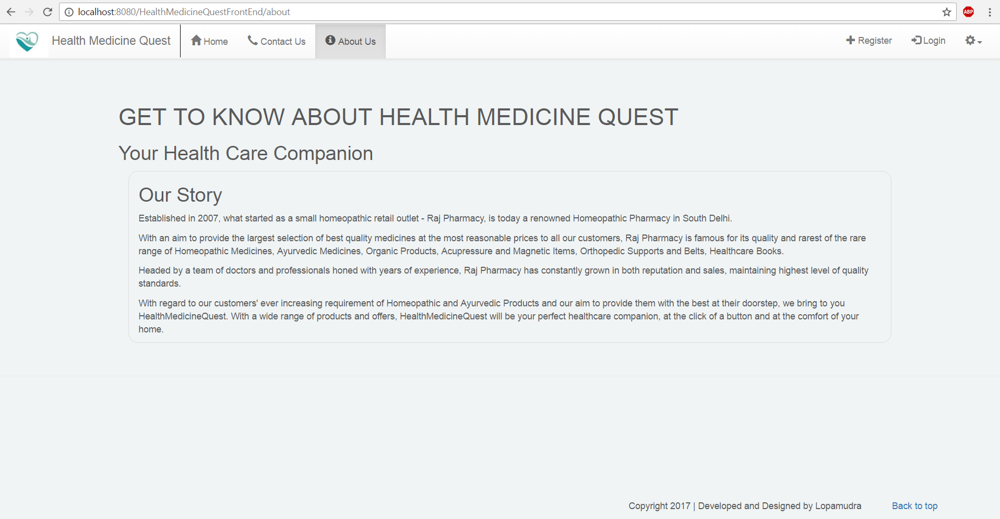 localhost:8080/HealthMedicineQuestFrontEnd/about
ABP
Health Medicine Quest
Home
Contact Us
About Us
Register
Login
GET TO KNOW ABOUT HEALTH MEDICINE QUEST
Your Health Care Companion
Our Story
Established in 2007, what started as a small homeopathic retail outlet - Raj Pharmacy, is today a renowned Homeopathic Pharmacy in South Delhi.
With an aim to provide the largest selection of best quality medicines at the most reasonable prices to all our customers, Raj Pharmacy is famous for its quality and rarest of the rare
range of Homeopathic Medicines, Ayurvedic Medicines, Organic Products, Acupressure and Magnetic Items, Orthopedic Supports and Belts, Healthcare Books.
Headed by a team of doctors and professionals honed with years of experience, Raj Pharmacy has constantly grown in both reputation and sales, maintaining highest level of quality
standards.
With regard to our customers' ever increasing requirement of Homeopathic and Ayurvedic Products and our aim to provide them with the best at their doorstep, we bring to you
HealthMedicineQuest. With a wide range of products and offers, HealthMedicineQuest will be your perfect healthcare companion, at the click of a button and at the comfort of your
home.
Copyright 2017 | Developed and Designed by Lopamudra
Back to top